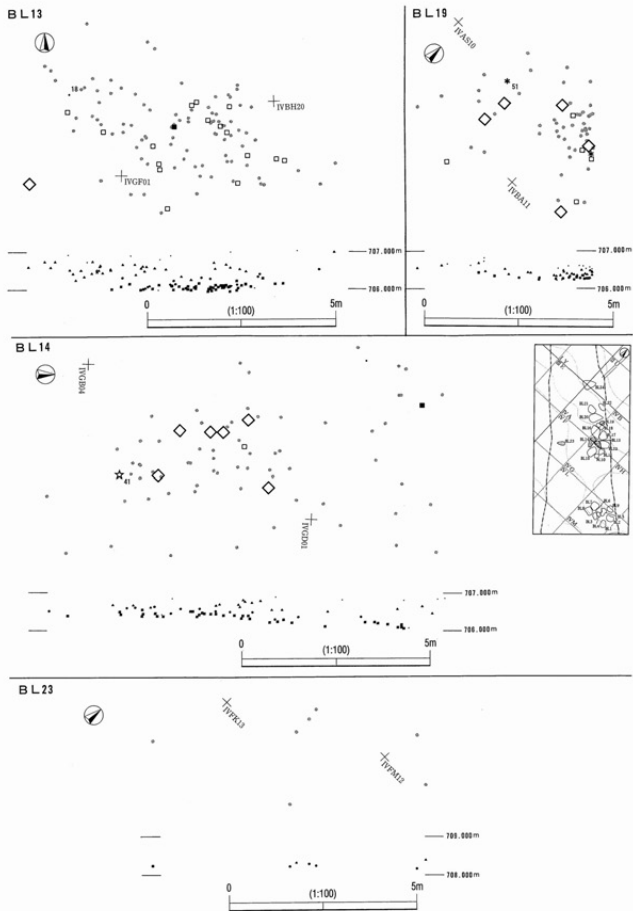 BL13
18
IVBH20
IVGF01
707.000m
706.000m
0
(1:100)
5m
BL19
IVAS10
51
IVBA11
707.000m
706.000m
0
(1:100)
5m
BL14
IVGB04
41
IVGD01
707.000m
706.000m
0
(1:100)
5m
BL23
IVFK13
IVFM12
709.000m
708.000m
0
(1:100)
5m